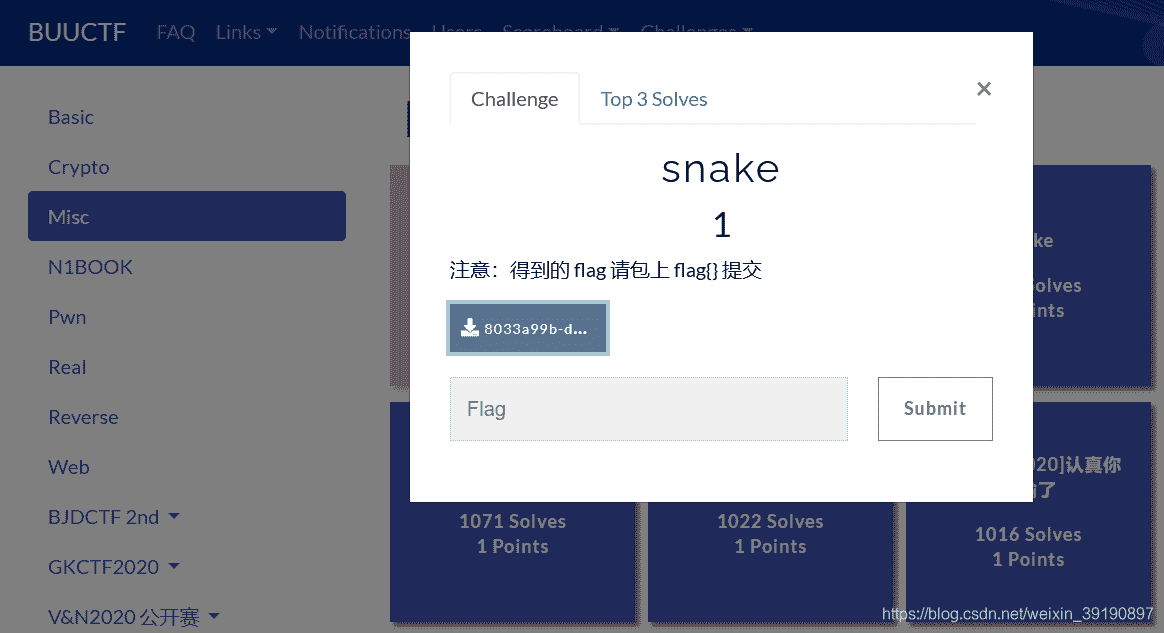 BUUCTF FAQ Links Notifications Users Scoreboard Challenges
Basic
Crypto
Misc
N1BOOK
Pwn
Real
Reverse
Web
BJDCTF 2nd
GKCTF2020
V&N2020 公开赛
Challenge Top 3 Solves ×
snake
1
注意：得到的 flag 请包上 flag{} 提交
8033a99b-d...
Flag Submit
ke
Solves
ints
1071 Solves
1 Points
1022 Solves
1 Points
020]认真你
了
1016 Solves
1 Points
https://blog.csdn.net/weixin_39190897